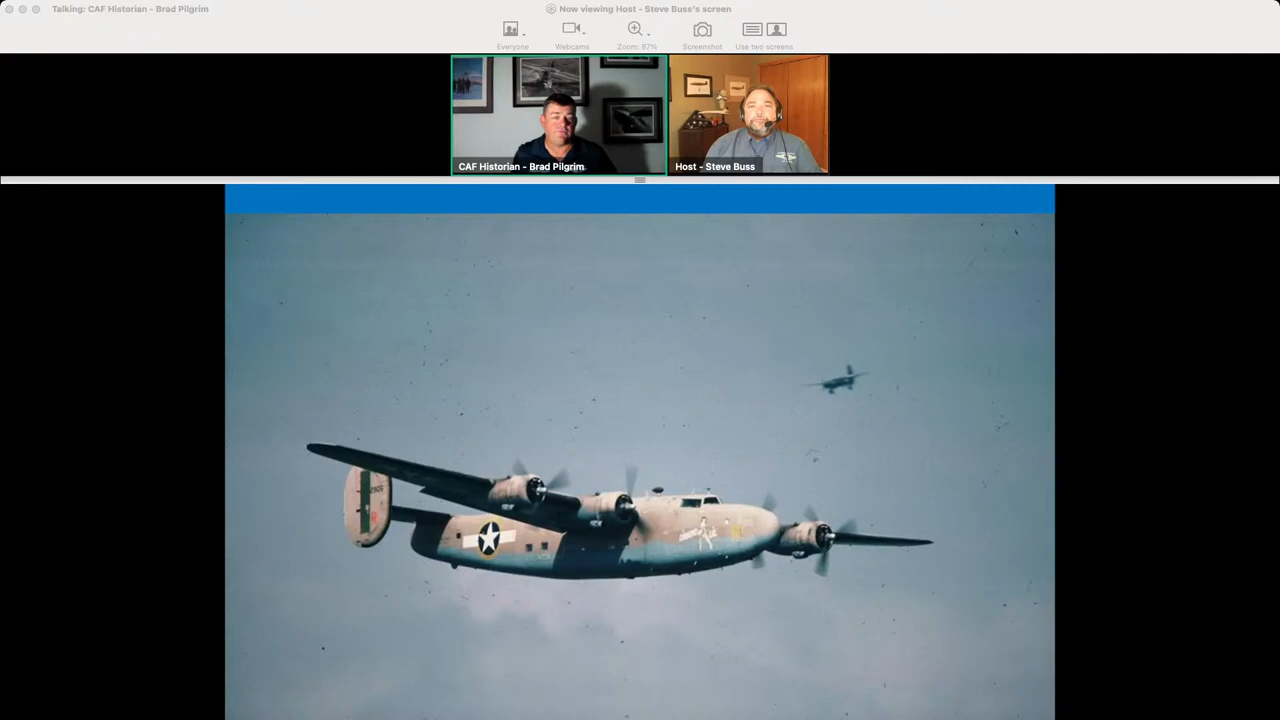 Talking: CAF Historian - Brad Pilgrim
Now viewing Host - Steve Buss's screen
Everyone
Webcams
Zoom: 87%
Screenshot
Use two screens
CAF Historian - Brad Pilgrim
Host - Steve Buss